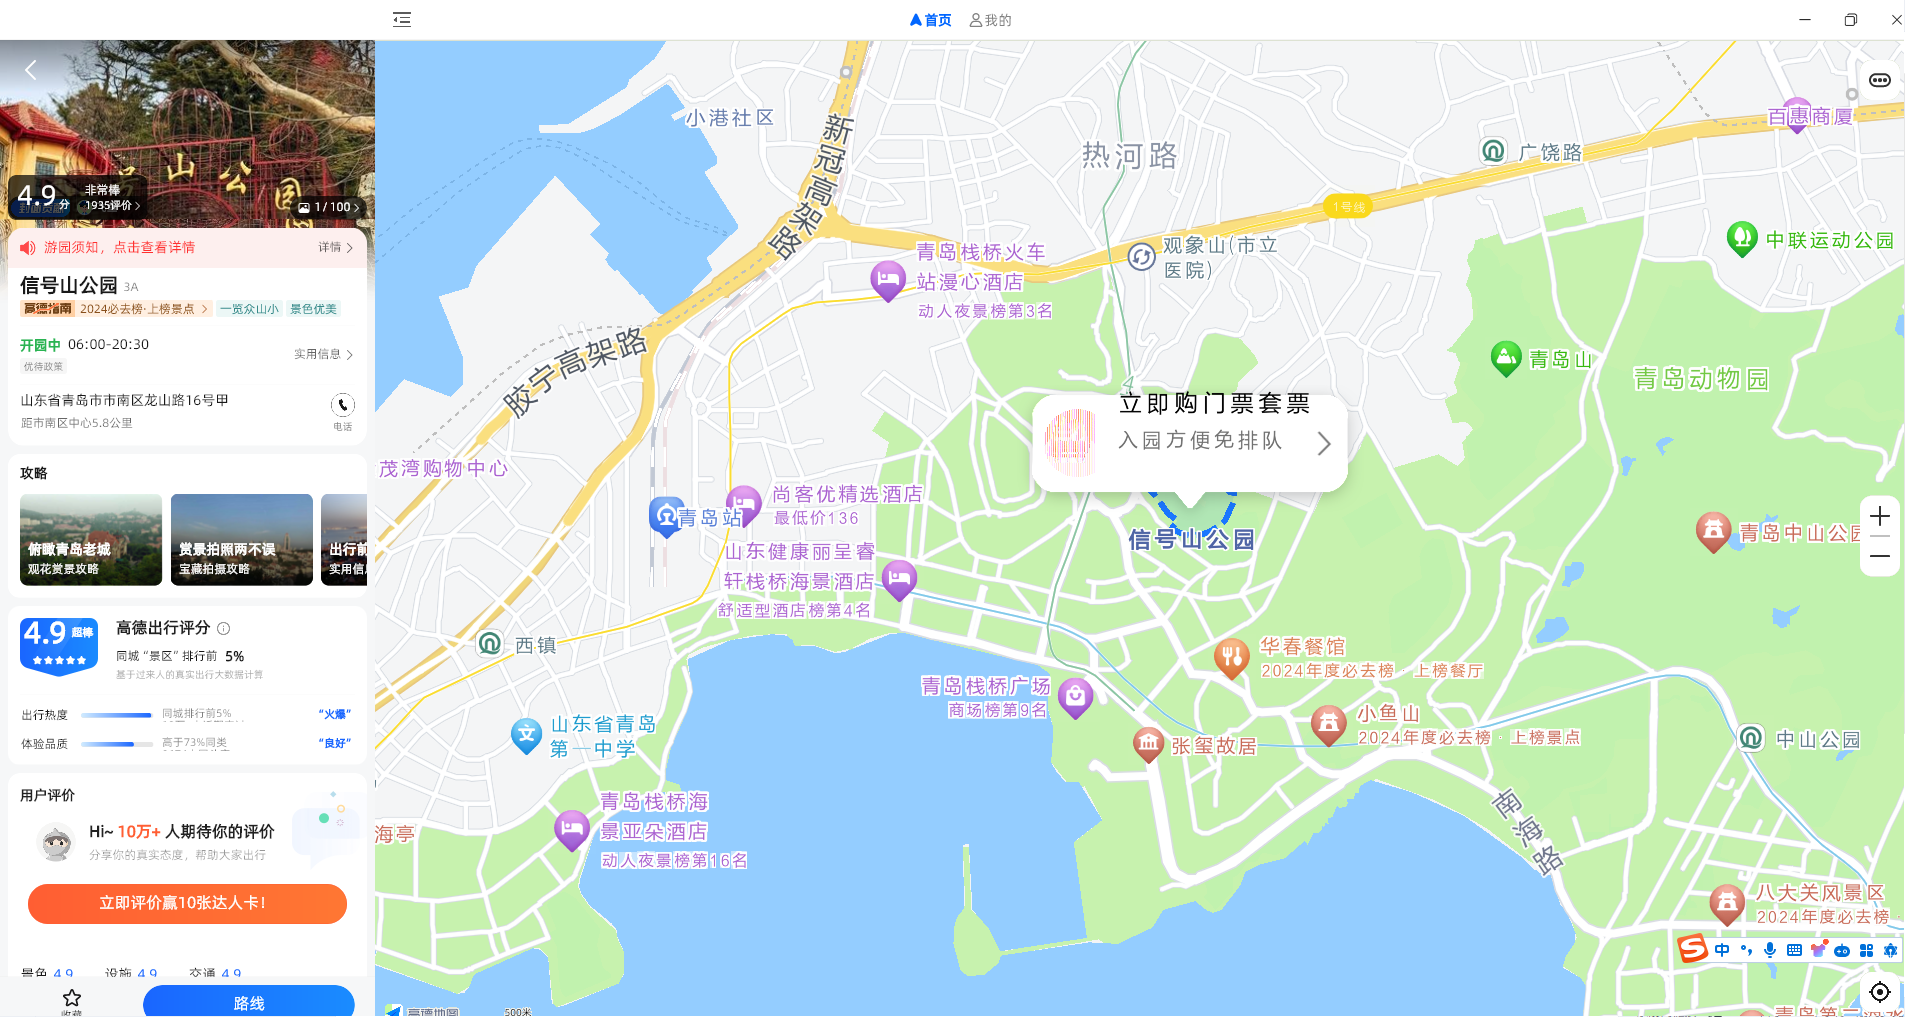 首页
我的
山公园
4.9分
非常棒
1935评价
1 / 100
游园须知，点击查看详情
详情
信号山公园 3A
高德指南 2024必去榜·上榜景点
一览众山小
景色优美
开园中 06:00-20:30
优待政策
实用信息
山东省青岛市市南区龙山路16号甲
距市南区中心5.8公里
电话
攻略
俯瞰青岛老城
观花赏景攻略
赏景拍照两不误
宝藏拍摄攻略
出行前
实用信息
4.9 超棒
高德出行评分
同城“景区”排行前 5%
基于过来人的真实出行大数据计算
出行热度
同城排行前5%
“火爆”
体验品质
高于73%同类
“良好”
用户评价
Hi~ 10万+ 人期待你的评价
分享你的真实态度，帮助大家出行
立即评价赢10张达人卡！
景色 4.9
设施 4.9
交通 4.9
收藏
路线
小港社区
新冠高架路
热河路
广饶路
百惠商厦
1号线
观象山(市立
医院)
中联运动公园
青岛栈桥火车
站漫心酒店
动人夜景榜第3名
胶宁高架路
青岛山
青岛动物园
立即购门票套票
入园方便免排队
信号山公园
茂湾购物中心
尚客优精选酒店
最低价136
青岛站
山东健康丽呈睿
轩栈桥海景酒店
舒适型酒店榜第4名
青岛中山公园
西镇
华春餐馆
2024年度必去榜·上榜餐厅
青岛栈桥广场
商场榜第9名
小鱼山
2024年度必去榜·上榜景点
张玺故居
中山公园
山东省青岛
第一中学
青岛栈桥海
景亚朵酒店
动人夜景榜第16名
海亭
南海路
八大关风景区
2024年度必去榜·
中
高德地图
500米
青岛第二